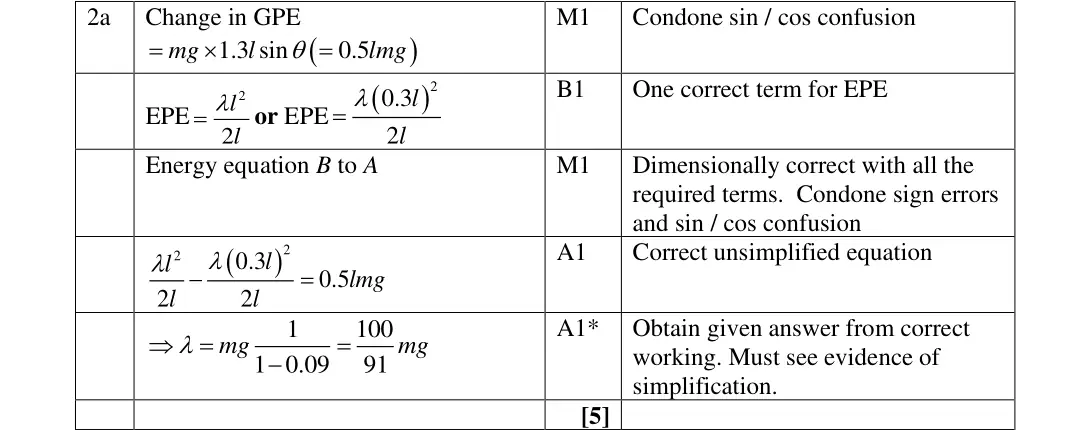 2a Change in GPE M1 Condone sin / cos confusion
= mg × 1.3l sin θ (= 0.5lmg)
EPE = λl²/2l or EPE = λ(0.3l)²/2l B1 One correct term for EPE
Energy equation B to A M1 Dimensionally correct with all the
required terms. Condone sign errors
and sin / cos confusion
λl²/2l − λ(0.3l)²/2l = 0.5lmg A1 Correct unsimplified equation
⇒ λ = mg 1/(1−0.09) = 100/91 mg A1* Obtain given answer from correct
working. Must see evidence of
simplification.
[5]